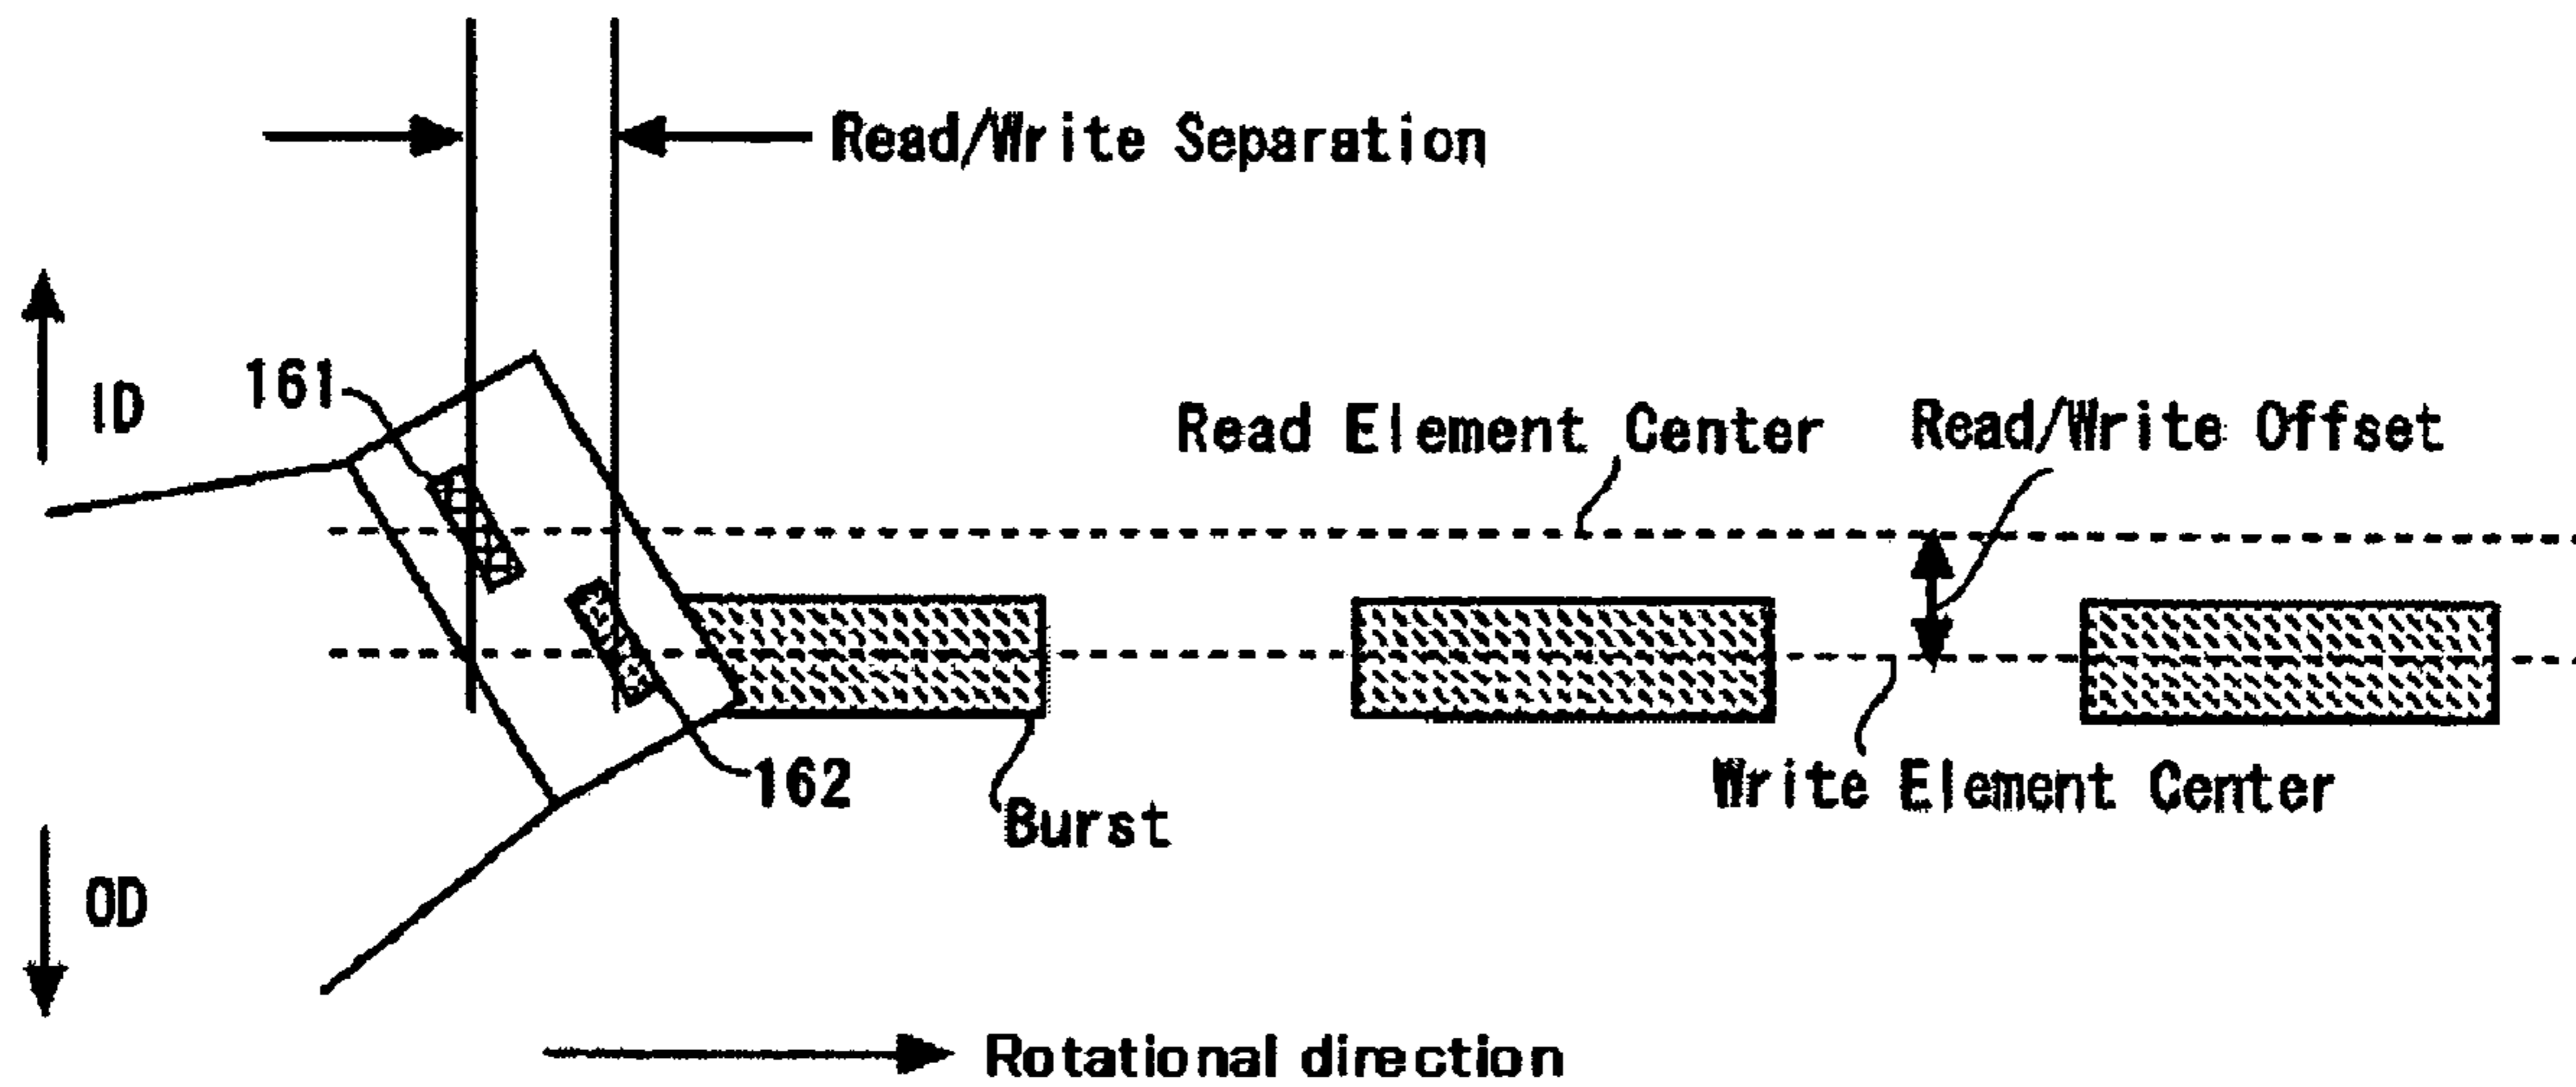 Read/Write Separation
ID
161
Read Element Center
Read/Write Offset
162
Burst
Write Element Center
OD
Rotational direction